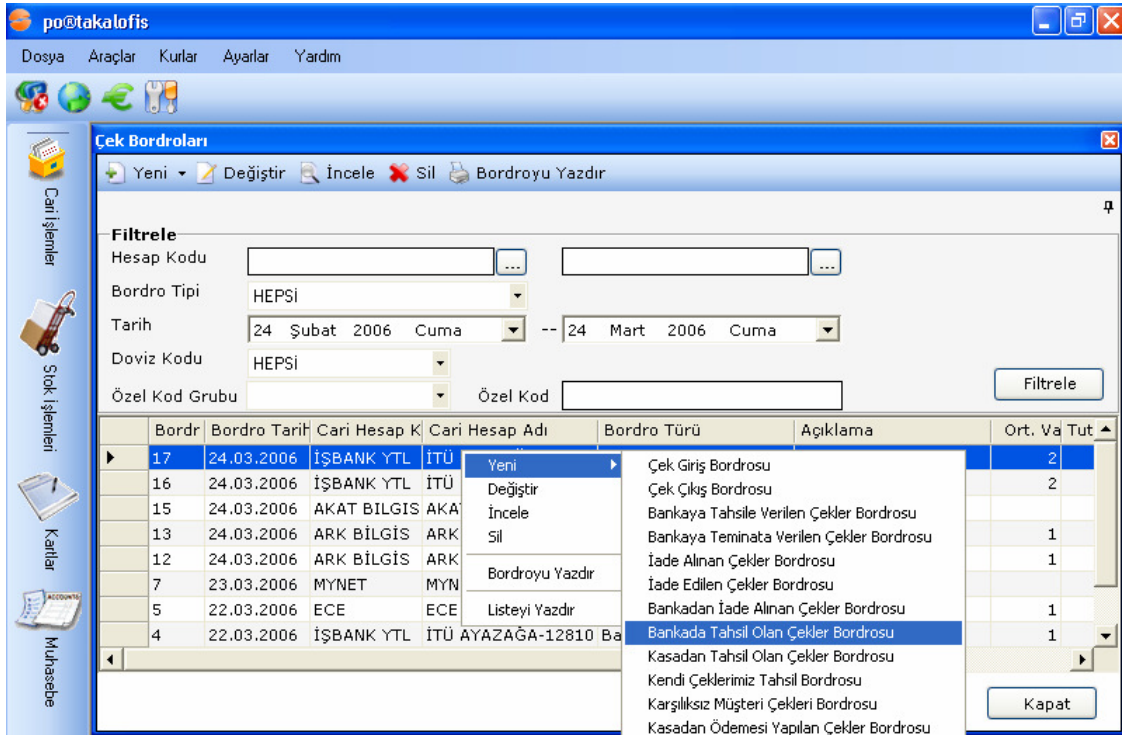 po®takalofis
Dosya Araçlar Kurlar Ayarlar Yardım
Çek Bordroları
Yeni Değiştir İncele Sil Bordroyu Yazdır
Filtrele
Hesap Kodu ... ...
Bordro Tipi HEPSİ
Tarih 24 Şubat 2006 Cuma -- 24 Mart 2006 Cuma
Doviz Kodu HEPSİ
Özel Kod Grubu Özel Kod Filtrele
Bordr Bordro Tarih Cari Hesap K Cari Hesap Adı Bordro Türü Açıklama Ort. Va Tut
17 24.03.2006 İŞBANK YTL İTÜ 2
16 24.03.2006 İŞBANK YTL İTÜ 2
15 24.03.2006 AKAT BILGIS AKA
13 24.03.2006 ARK BİLGİS ARK 1
12 24.03.2006 ARK BİLGİS ARK 1
7 23.03.2006 MYNET MYN
5 22.03.2006 ECE ECE 1
4 22.03.2006 İŞBANK YTL İTÜ AYAZAĞA-12810 Ba 1
Yeni
Değiştir
İncele
Sil
Bordroyu Yazdır
Listeyi Yazdır
Çek Giriş Bordrosu
Çek Çıkış Bordrosu
Bankaya Tahsile Verilen Çekler Bordrosu
Bankaya Teminata Verilen Çekler Bordrosu
İade Alınan Çekler Bordrosu
İade Edilen Çekler Bordrosu
Bankadan İade Alınan Çekler Bordrosu
Bankada Tahsil Olan Çekler Bordrosu
Kasadan Tahsil Olan Çekler Bordrosu
Kendi Çeklerimiz Tahsil Bordrosu
Karşılıksız Müşteri Çekleri Bordrosu
Kasadan Ödemesi Yapılan Çekler Bordrosu
Kapat
Cari İşlemler
Stok İşlemleri
Kartlar
ACCOUNTS
Muhasebe